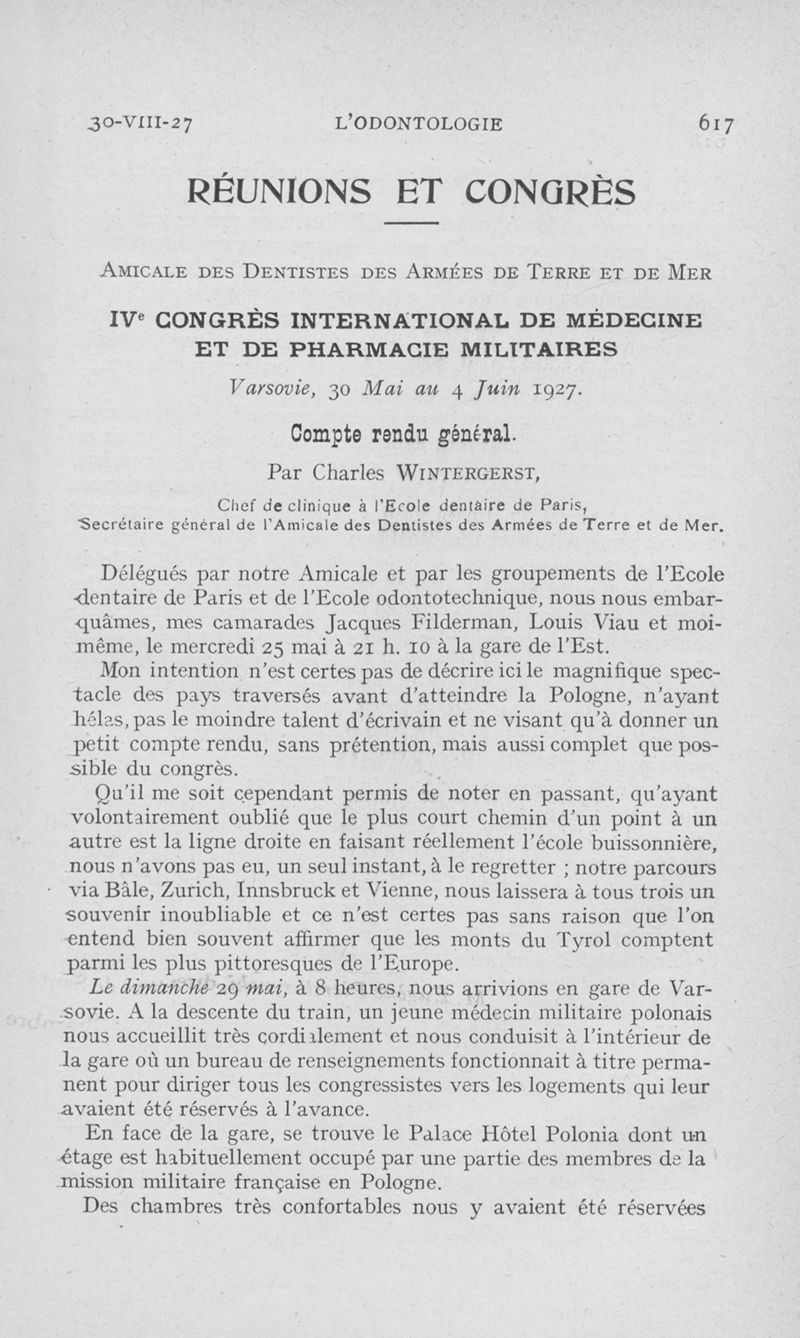 30-VIII-27 L'ODONTOLOGIE 617
RÉUNIONS ET CONGRÈS
AMICALE DES DENTISTES DES ARMÉES DE TERRE ET DE MER
IVe CONGRÈS INTERNATIONAL DE MÉDECINE
ET DE PHARMACIE MILITAIRES
Varsovie, 30 Mai au 4 Juin 1927.
Compte rendu général.
Par Charles WINTERGERST,
Chef de clinique à l'Ecole dentaire de Paris,
Secrétaire général de l'Amicale des Dentistes des Armées de Terre et de Mer.
Délégués par notre Amicale et par les groupements de l'Ecole
dentaire de Paris et de l'Ecole odontotechnique, nous nous embar-
quâmes, mes camarades Jacques Filderman, Louis Viau et moi-
même, le mercredi 25 mai à 21 h. 10 à la gare de l'Est.
Mon intention n'est certes pas de décrire ici le magnifique spec-
tacle des pays traversés avant d'atteindre la Pologne, n'ayant
hélas, pas le moindre talent d'écrivain et ne visant qu'à donner un
petit compte rendu, sans prétention, mais aussi complet que pos-
sible du congrès.
Qu'il me soit cependant permis de noter en passant, qu'ayant
volontairement oublié que le plus court chemin d'un point à un
autre est la ligne droite en faisant réellement l'école buissonnière,
nous n'avons pas eu, un seul instant, à le regretter ; notre parcours
via Bâle, Zurich, Innsbruck et Vienne, nous laissera à tous trois un
souvenir inoubliable et ce n'est certes pas sans raison que l'on
entend bien souvent affirmer que les monts du Tyrol comptent
parmi les plus pittoresques de l'Europe.
Le dimanche 29 mai, à 8 heures, nous arrivions en gare de Var-
sovie. A la descente du train, un jeune médecin militaire polonais
nous accueillit très cordialement et nous conduisit à l'intérieur de
la gare où un bureau de renseignements fonctionnait à titre perma-
nent pour diriger tous les congressistes vers les logements qui leur
avaient été réservés à l'avance.
En face de la gare, se trouve le Palace Hôtel Polonia dont un
étage est habituellement occupé par une partie des membres de la
mission militaire française en Pologne.
Des chambres très confortables nous y avaient été réservées